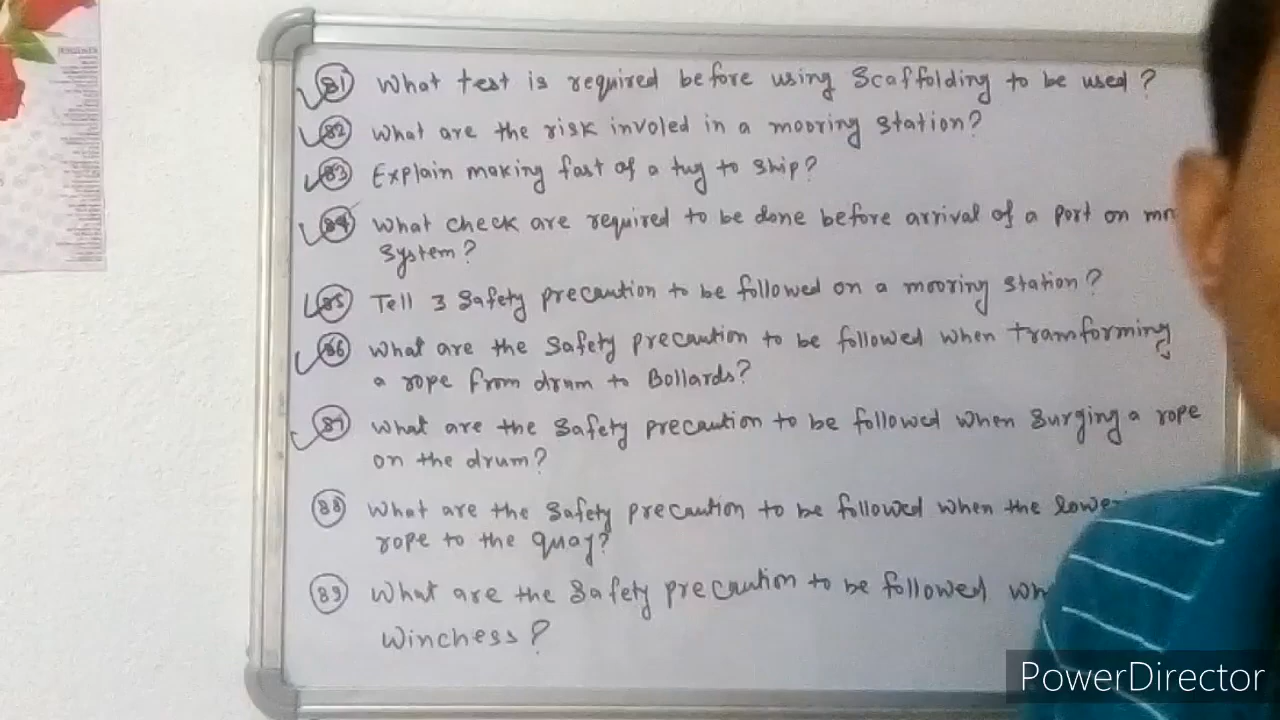 81 What test is required before using Scaffolding to be used?
82 What are the risk involed in a mooring station?
83 Explain making fast of a tug to ship?
84 What check are required to be done before arrival of a port on
system?
85 Tell 3 Safety precaution to be followed on a mooring station?
86 What are the Safety precaution to be followed when transforming
a rope from drum to Bollards?
87 What are the Safety precaution to be followed when Surging a rope
on the drum?
88 What are the Safety precaution to be followed when the
rope to the quay?
89 What are the Safety precaution to be followed
Winchess?
PowerDirector